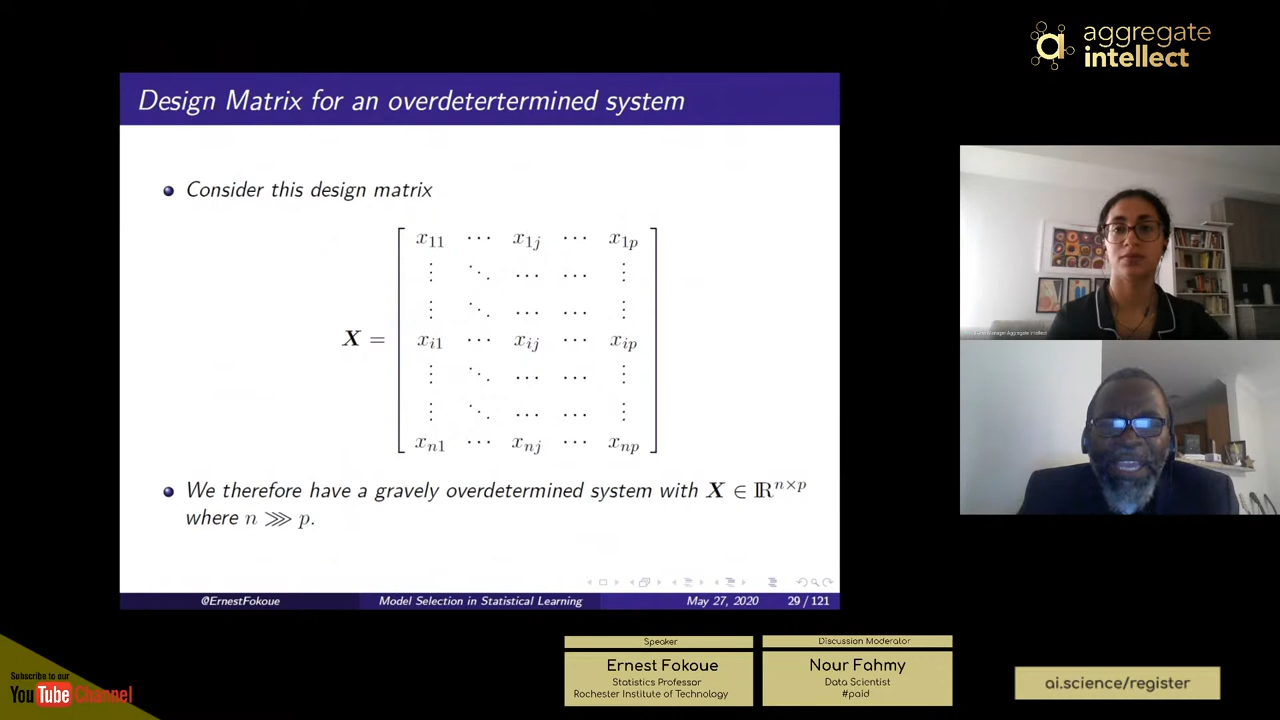 aggregate
intellect
Design Matrix for an overdetertermined system
Consider this design matrix
x11 ⋯ x1j ⋯ x1p
⋮ ⋱ ⋯ ⋯ ⋮
⋮ ⋱ ⋯ ⋯ ⋮
X = xi1 ⋯ xij ⋯ xip
⋮ ⋱ ⋯ ⋯ ⋮
⋮ ⋱ ⋯ ⋯ ⋮
xn1 ⋯ xnj ⋯ xnp
We therefore have a gravely overdetermined system with X ∈ ℝ^{n×p}
where n ⋙ p.
@ErnestFokoue Model Selection in Statistical Learning May 27, 2020 29 / 121
Manager Aggregate Intellect
Speaker
Ernest Fokoue
Statistics Professor
Rochester Institute of Technology
Discussion Moderator
Nour Fahmy
Data Scientist
#paid
Subscribe to our
YouTube Channel
ai.science/register